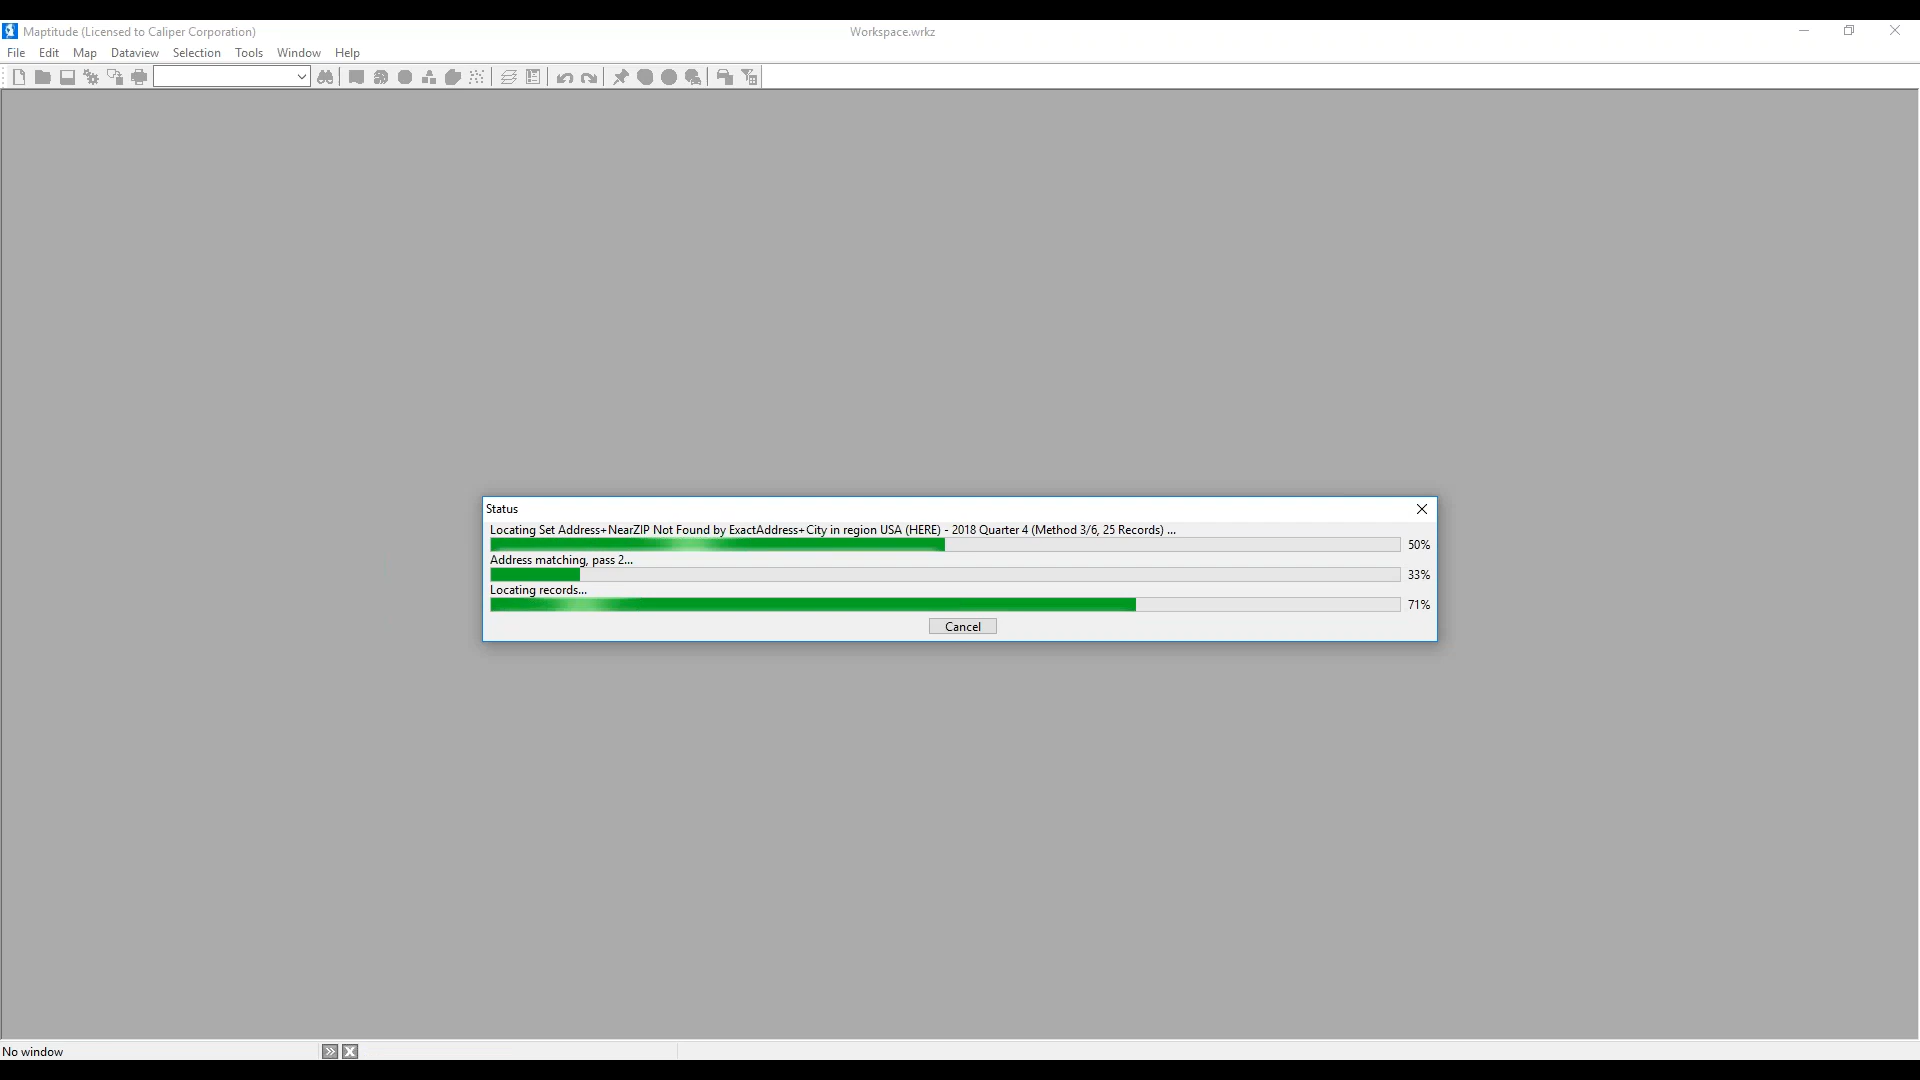 Maptitude (Licensed to Caliper Corporation)
Workspace.wrkz
File Edit Map Dataview Selection Tools Window Help
Status
Locating Set Address+NearZIP Not Found by ExactAddress+City in region USA (HERE) - 2018 Quarter 4 (Method 3/6, 25 Records) ...
50%
Address matching, pass 2...
33%
Locating records...
71%
Cancel
No window